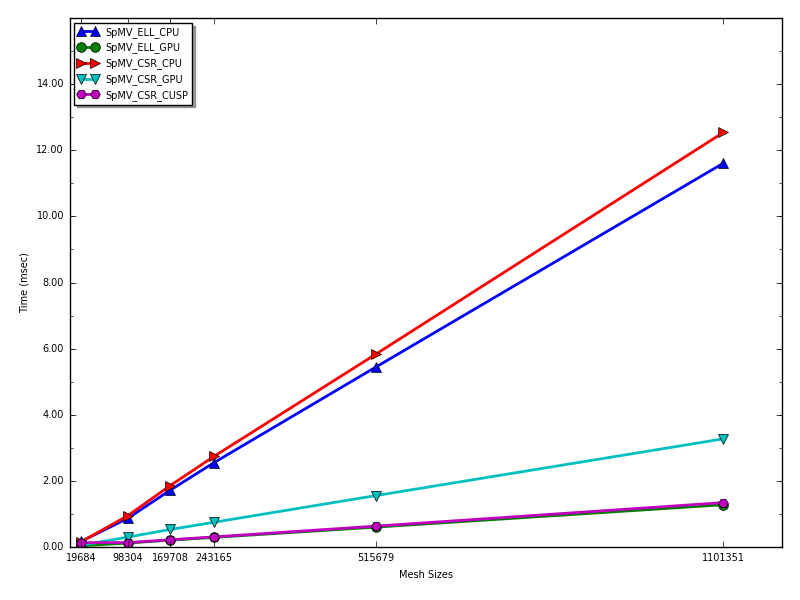 SpMV_ELL_CPU
SpMV_ELL_GPU
SpMV_CSR_CPU
SpMV_CSR_GPU
SpMV_CSR_CUSP
14.00
12.00
10.00
8.00
6.00
4.00
2.00
0.00
Time (msec)
19684 98304 169708 243165 515679 1101351
Mesh Sizes